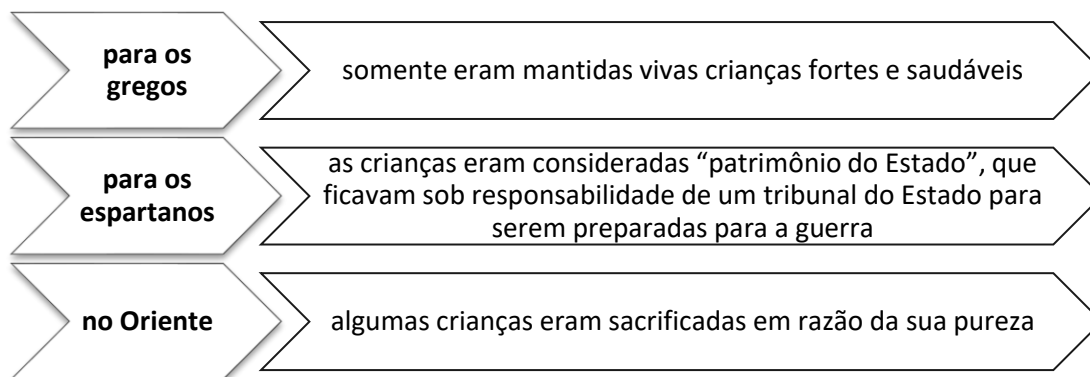 para os
gregos
somente eram mantidas vivas crianças fortes e saudáveis
para os
espartanos
as crianças eram consideradas “patrimônio do Estado”, que
ficavam sob responsabilidade de um tribunal do Estado para
serem preparadas para a guerra
no Oriente
algumas crianças eram sacrificadas em razão da sua pureza